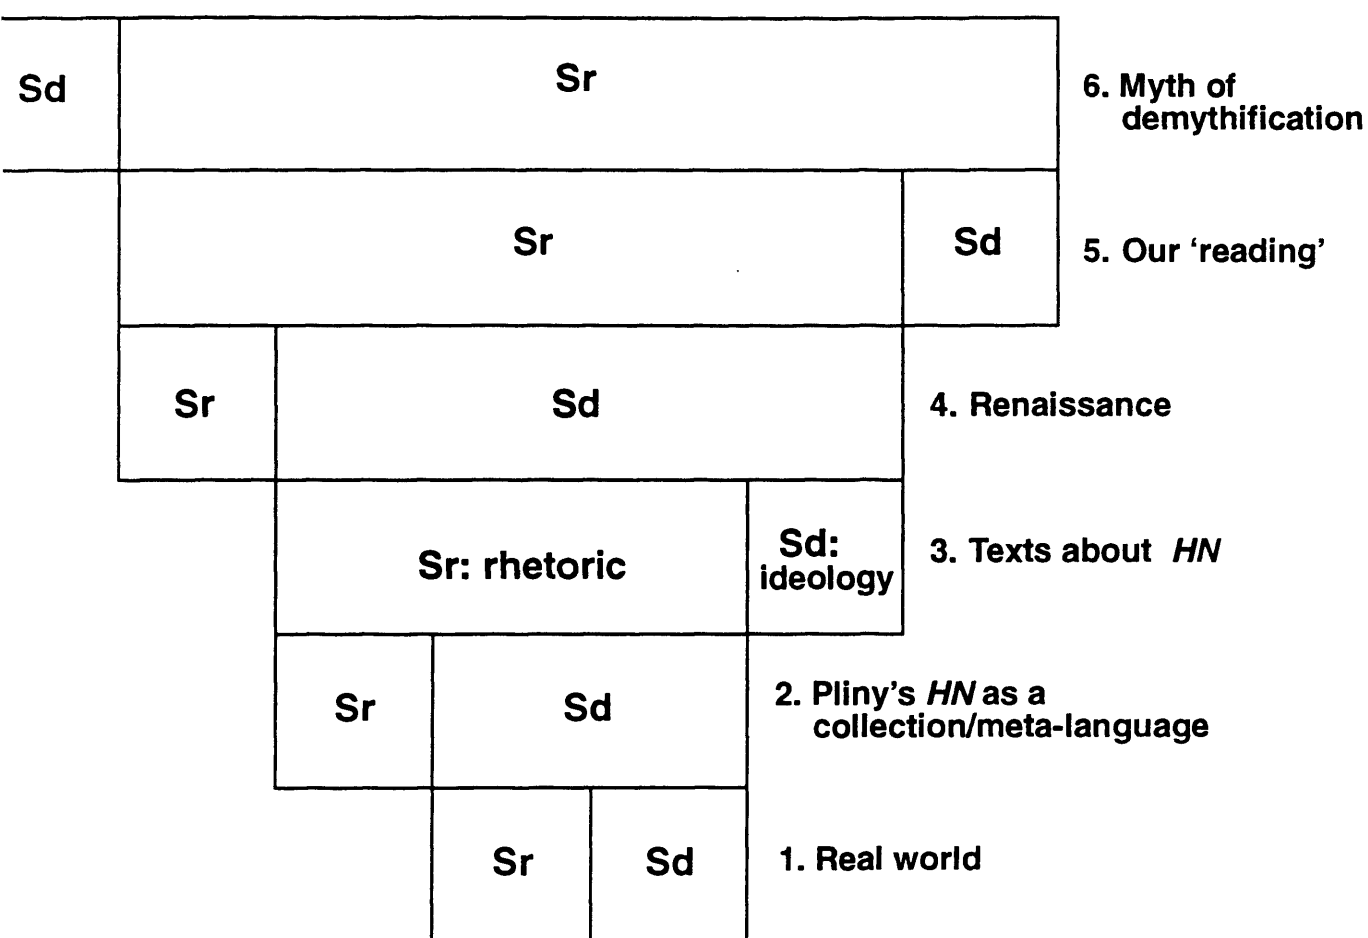 Sd Sr 6. Myth of
demythification
Sr Sd 5. Our ‘reading’
Sr Sd 4. Renaissance
Sr: rhetoric Sd:
ideology 3. Texts about HN
Sr Sd 2. Pliny’s HN as a
collection/meta-language
Sr Sd 1. Real world